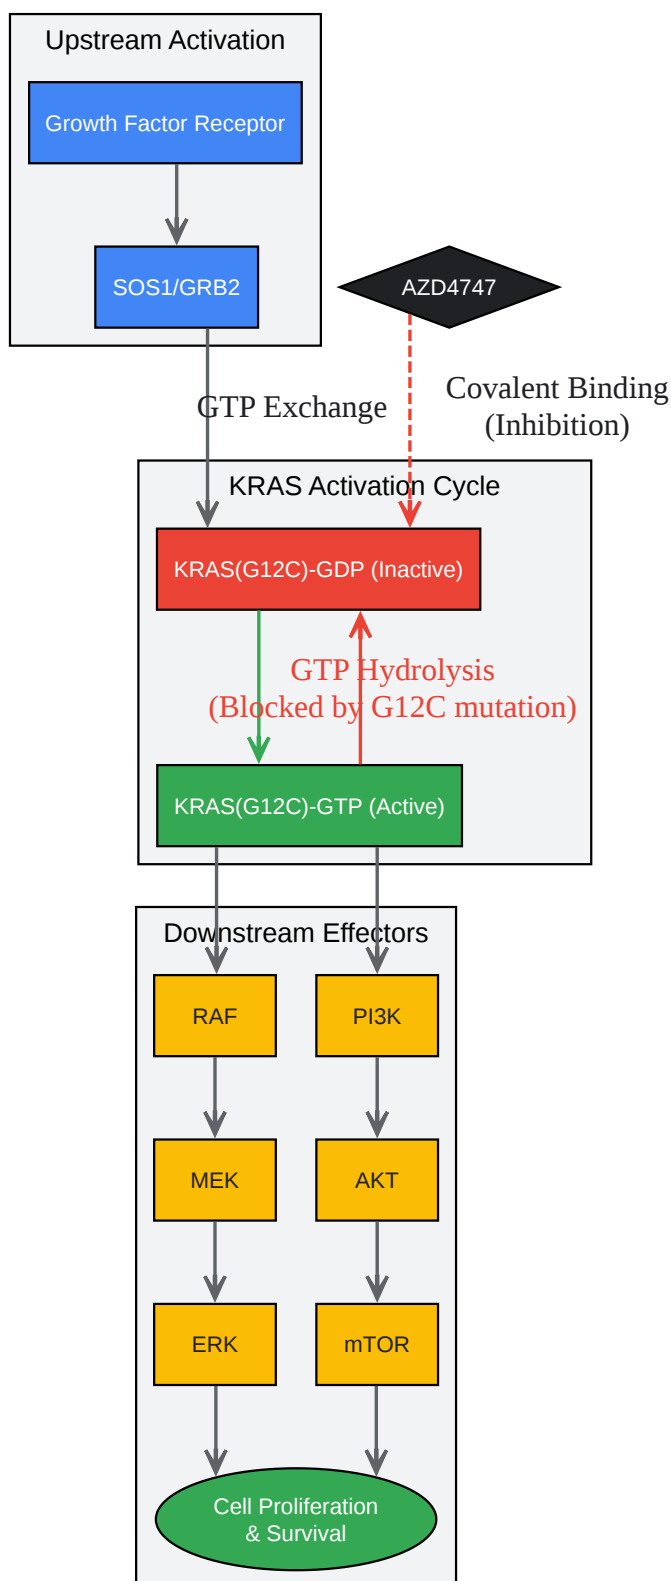 Upstream Activation
Growth Factor Receptor
SOS1/GRB2
AZD4747
GTP Exchange
Covalent Binding
(Inhibition)
KRAS Activation Cycle
KRAS(G12C)-GDP (Inactive)
GTP Hydrolysis
(Blocked by G12C mutation)
KRAS(G12C)-GTP (Active)
Downstream Effectors
RAF
PI3K
MEK
AKT
ERK
mTOR
Cell Proliferation
& Survival